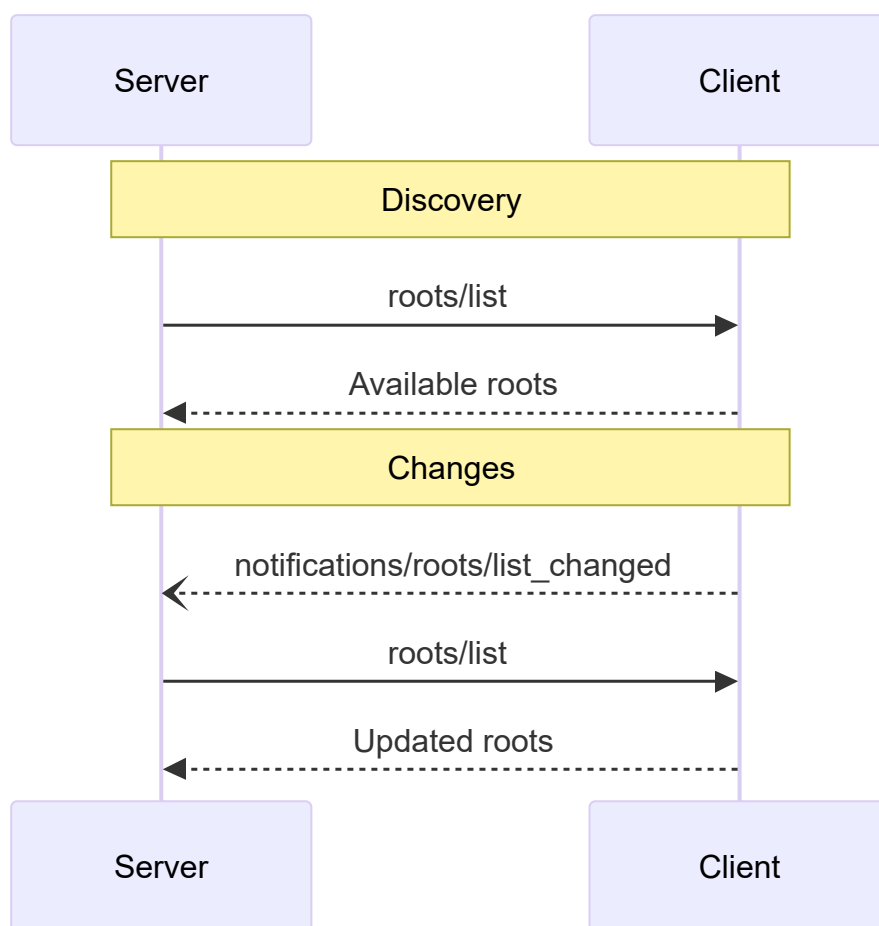 Server
Client
Discovery
roots/list
Available roots
Changes
notifications/roots/list_changed
roots/list
Updated roots
Server
Client